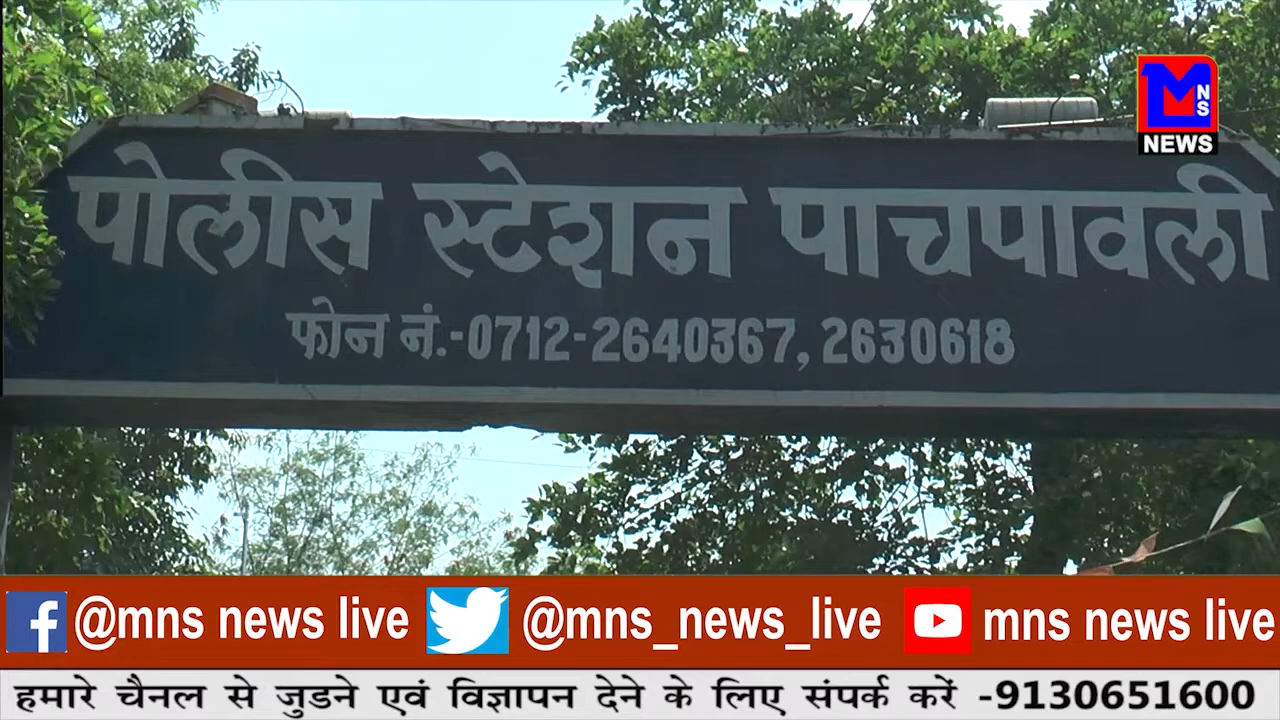 MNS
NEWS
पोलीस स्टेशन पाचपावली
फोन नं.-0712-2640367, 2630618
@mns news live @mns_news_live mns news live
हमारे चैनल से जुडने एवं विज्ञापन देने के लिए संपर्क करें -9130651600